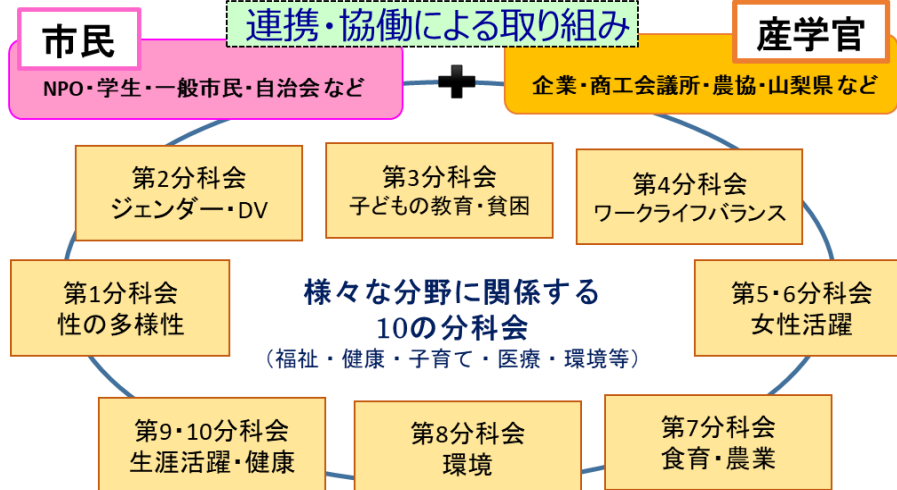 連携・協働による取り組み
市民
NPO・学生・一般市民・自治会など
産学官
企業・商工会議所・農協・山梨県など
第2分科会
ジェンダー・DV
第3分科会
子どもの教育・貧困
第4分科会
ワークライフバランス
第1分科会
性の多様性
様々な分野に関係する
10の分科会
（福祉・健康・子育て・医療・環境等）
第5・6分科会
女性活躍
第9・10分科会
生涯活躍・健康
第8分科会
環境
第7分科会
食育・農業